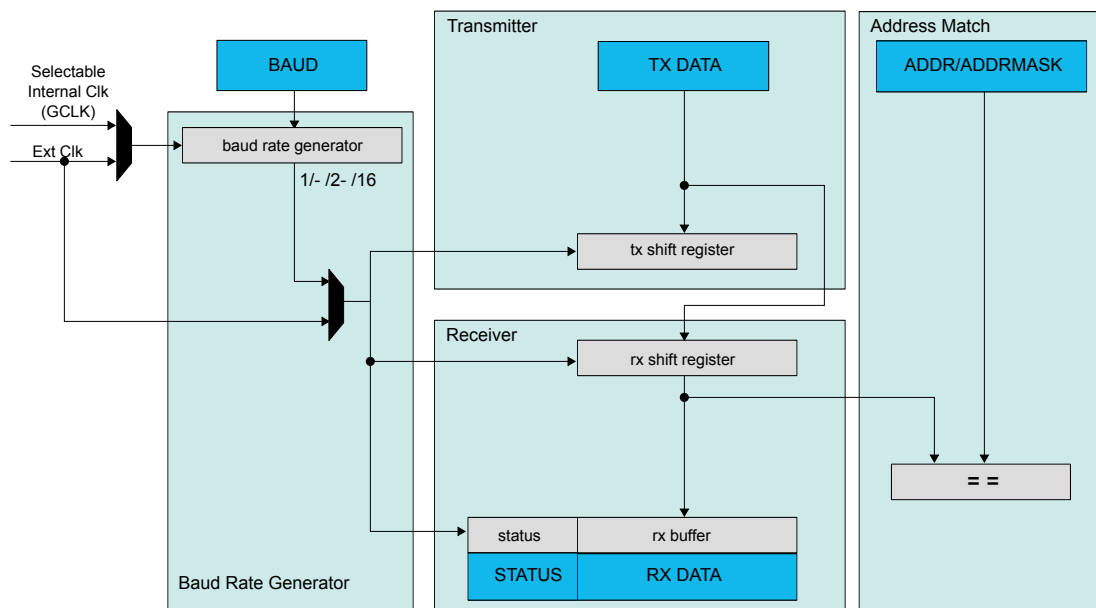 Transmitter
Address Match
BAUD
TX DATA
ADDR/ADDRMASK
Selectable
Internal Clk
(GCLK)
Ext Clk
baud rate generator
1/- /2- /16
tx shift register
Receiver
rx shift register
= =
status
rx buffer
STATUS
RX DATA
Baud Rate Generator